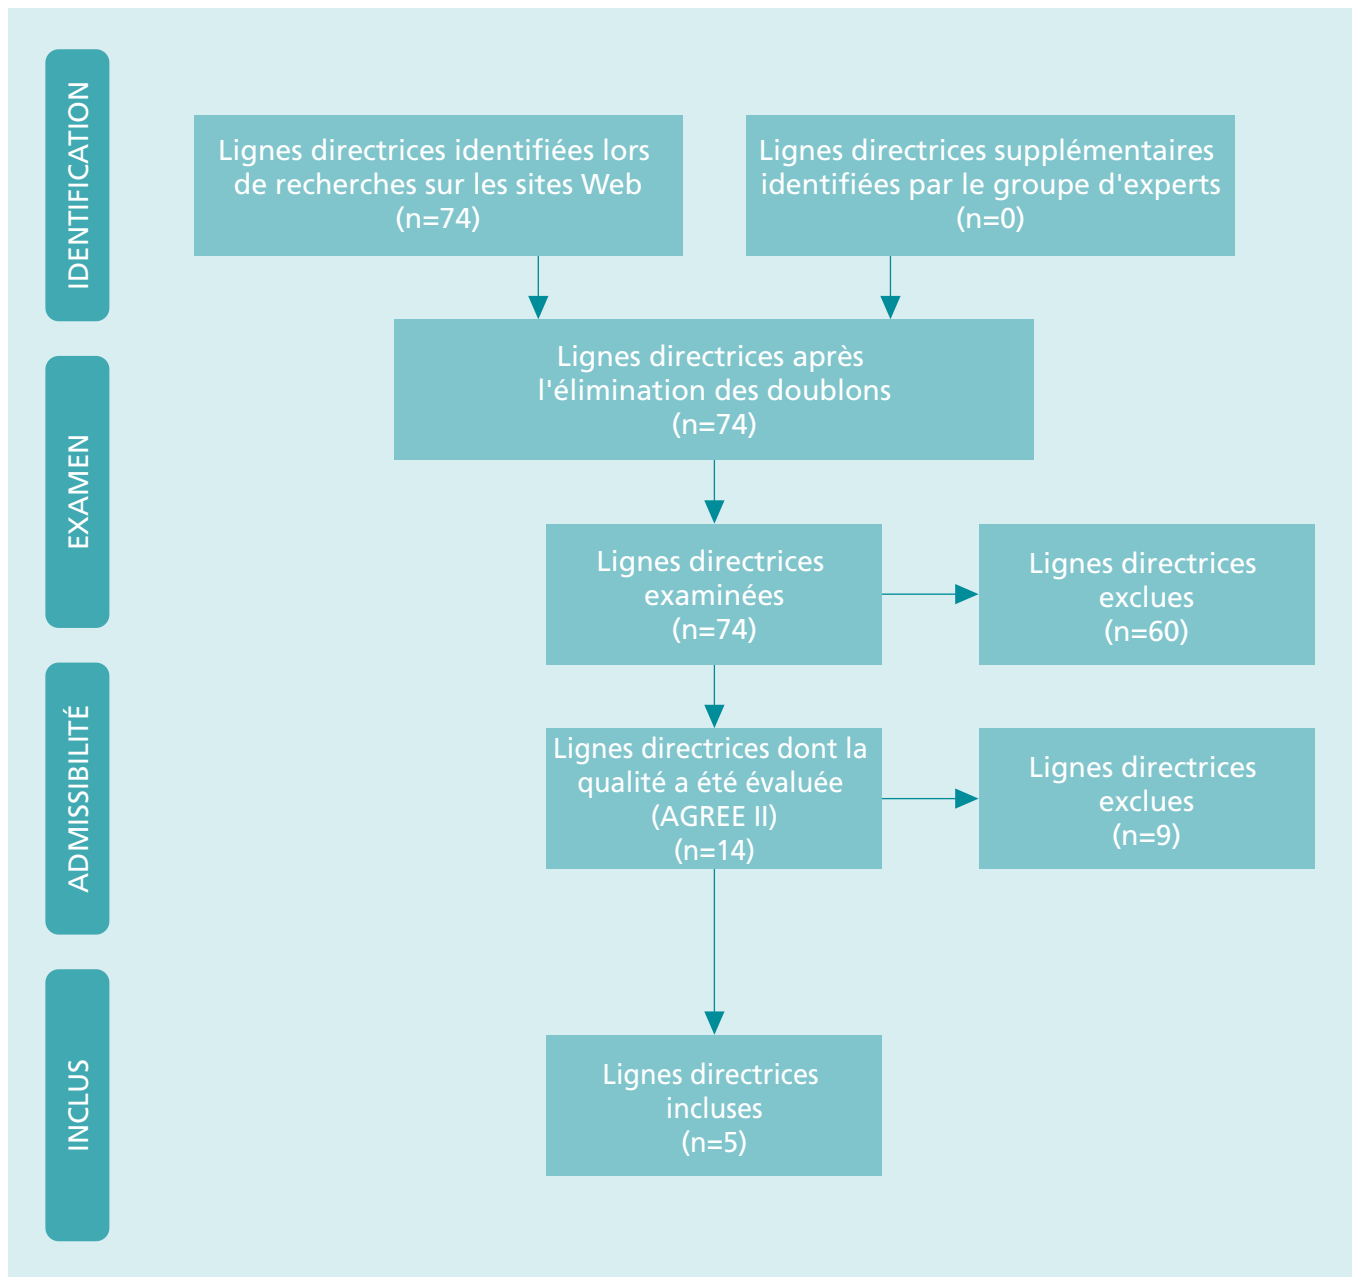 IDENTIFICATION
Lignes directrices identifiées lors
de recherches sur les sites Web
(n=74)
Lignes directrices supplémentaires
identifiées par le groupe d'experts
(n=0)
EXAMEN
Lignes directrices après
l'élimination des doublons
(n=74)
Lignes directrices
examinées
(n=74)
Lignes directrices
exclues
(n=60)
ADMISSIBILITÉ
Lignes directrices dont la
qualité a été évaluée
(AGREE II)
(n=14)
Lignes directrices
exclues
(n=9)
INCLUS
Lignes directrices
incluses
(n=5)